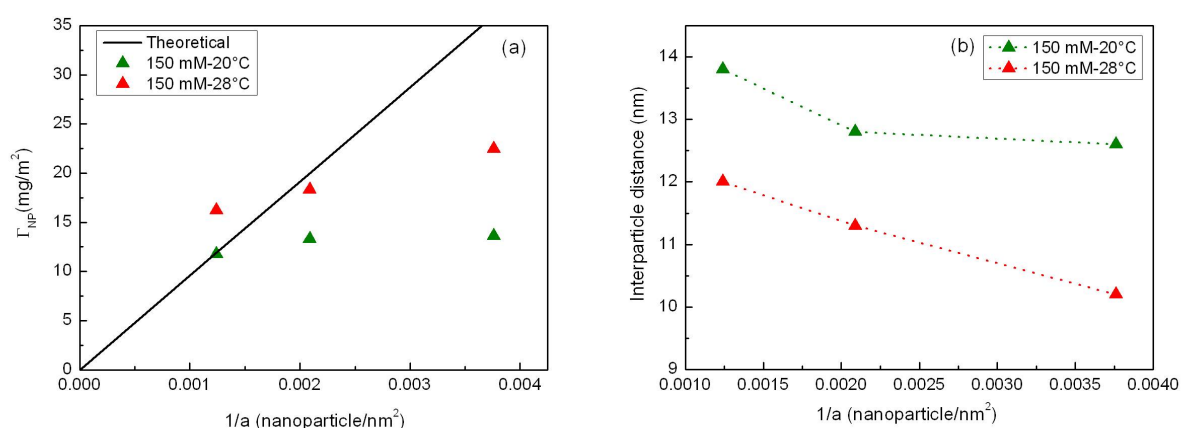 35
30
25
20
15
10
5
0
ΓNP(mg/m²)
Theoretical
150 mM-20°C
150 mM-28°C
(a)
0.000 0.001 0.002 0.003 0.004
1/a (nanoparticle/nm²)
14
13
12
11
10
9
Interparticle distance (nm)
(b)
150 mM-20°C
150 mM-28°C
0.0010 0.0015 0.0020 0.0025 0.0030 0.0035 0.0040
1/a (nanoparticle/nm²)